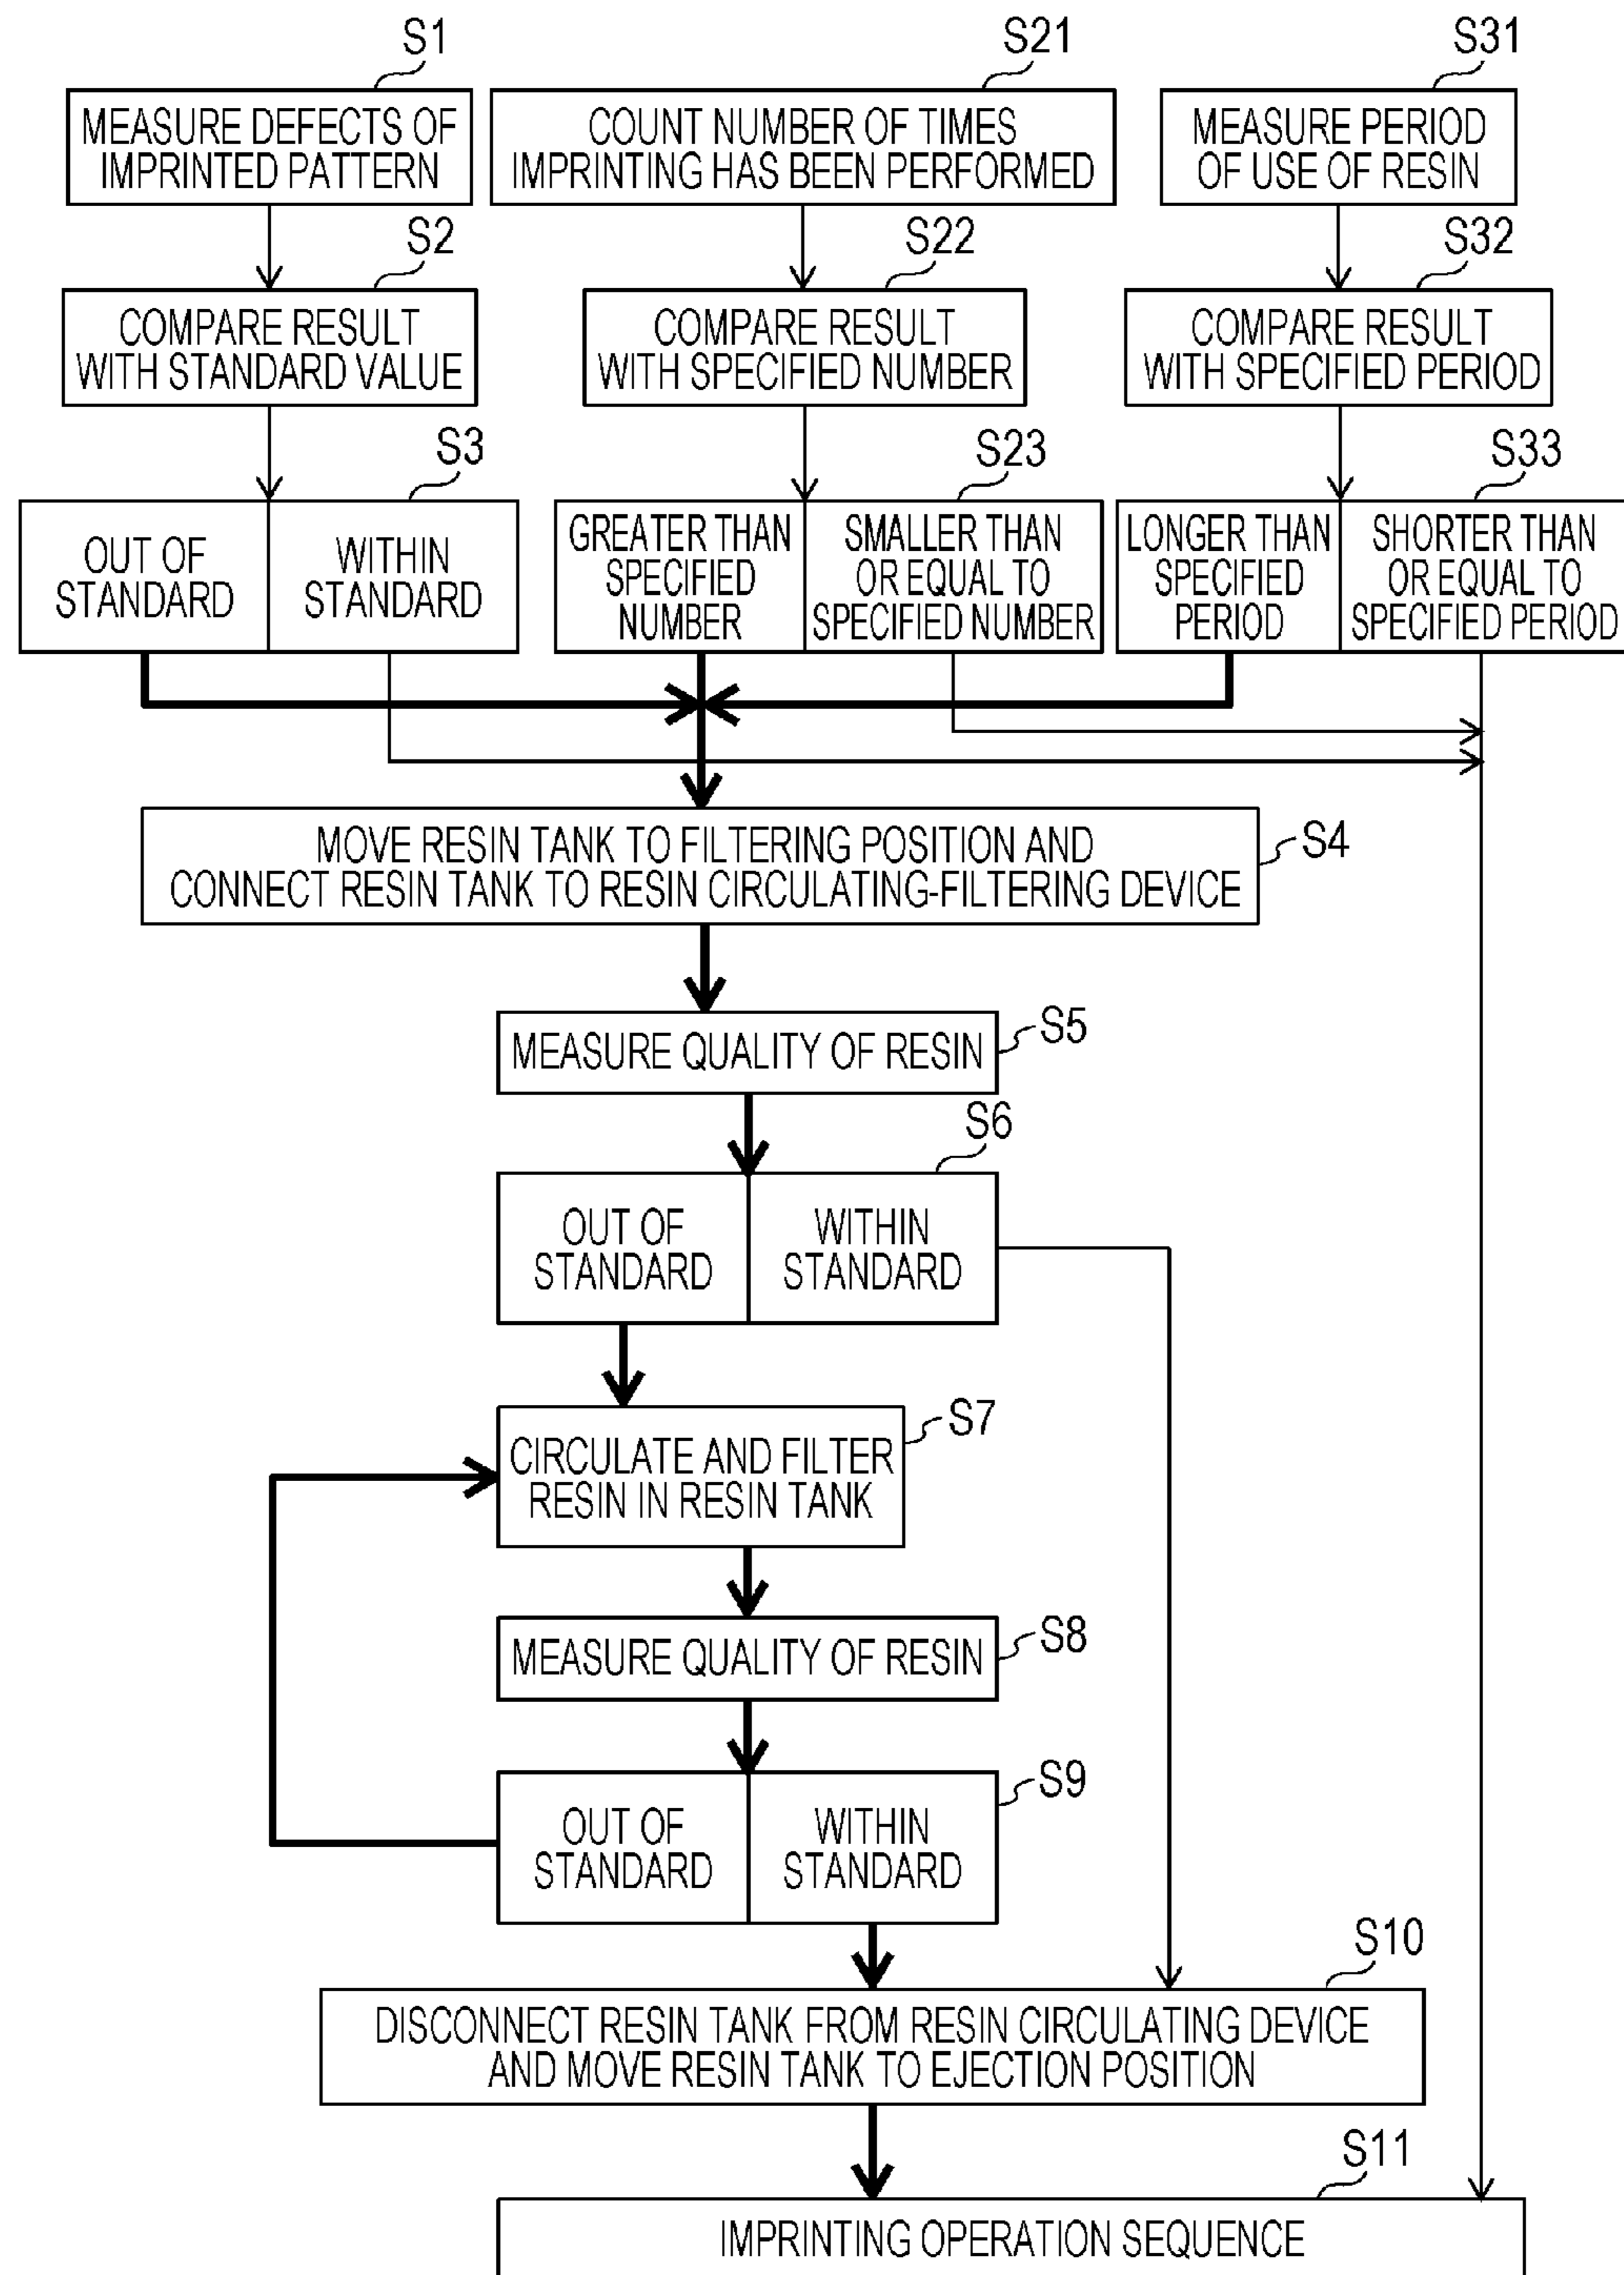 S1
S21
S31
MEASURE DEFECTS OF
IMPRINTED PATTERN
COUNT NUMBER OF TIMES
IMPRINTING HAS BEEN PERFORMED
MEASURE PERIOD
OF USE OF RESIN
S2
S22
S32
COMPARE RESULT
WITH STANDARD VALUE
COMPARE RESULT
WITH SPECIFIED NUMBER
COMPARE RESULT
WITH SPECIFIED PERIOD
S3
S23
S33
OUT OF
STANDARD
WITHIN
STANDARD
GREATER THAN
SPECIFIED
NUMBER
SMALLER THAN
OR EQUAL TO
SPECIFIED NUMBER
LONGER THAN
SPECIFIED
PERIOD
SHORTER THAN
OR EQUAL TO
SPECIFIED PERIOD
MOVE RESIN TANK TO FILTERING POSITION AND
CONNECT RESIN TANK TO RESIN CIRCULATING-FILTERING DEVICE
S4
MEASURE QUALITY OF RESIN
S5
S6
OUT OF
STANDARD
WITHIN
STANDARD
S7
CIRCULATE AND FILTER
RESIN IN RESIN TANK
S8
MEASURE QUALITY OF RESIN
S9
OUT OF
STANDARD
WITHIN
STANDARD
S10
DISCONNECT RESIN TANK FROM RESIN CIRCULATING DEVICE
AND MOVE RESIN TANK TO EJECTION POSITION
S11
IMPRINTING OPERATION SEQUENCE